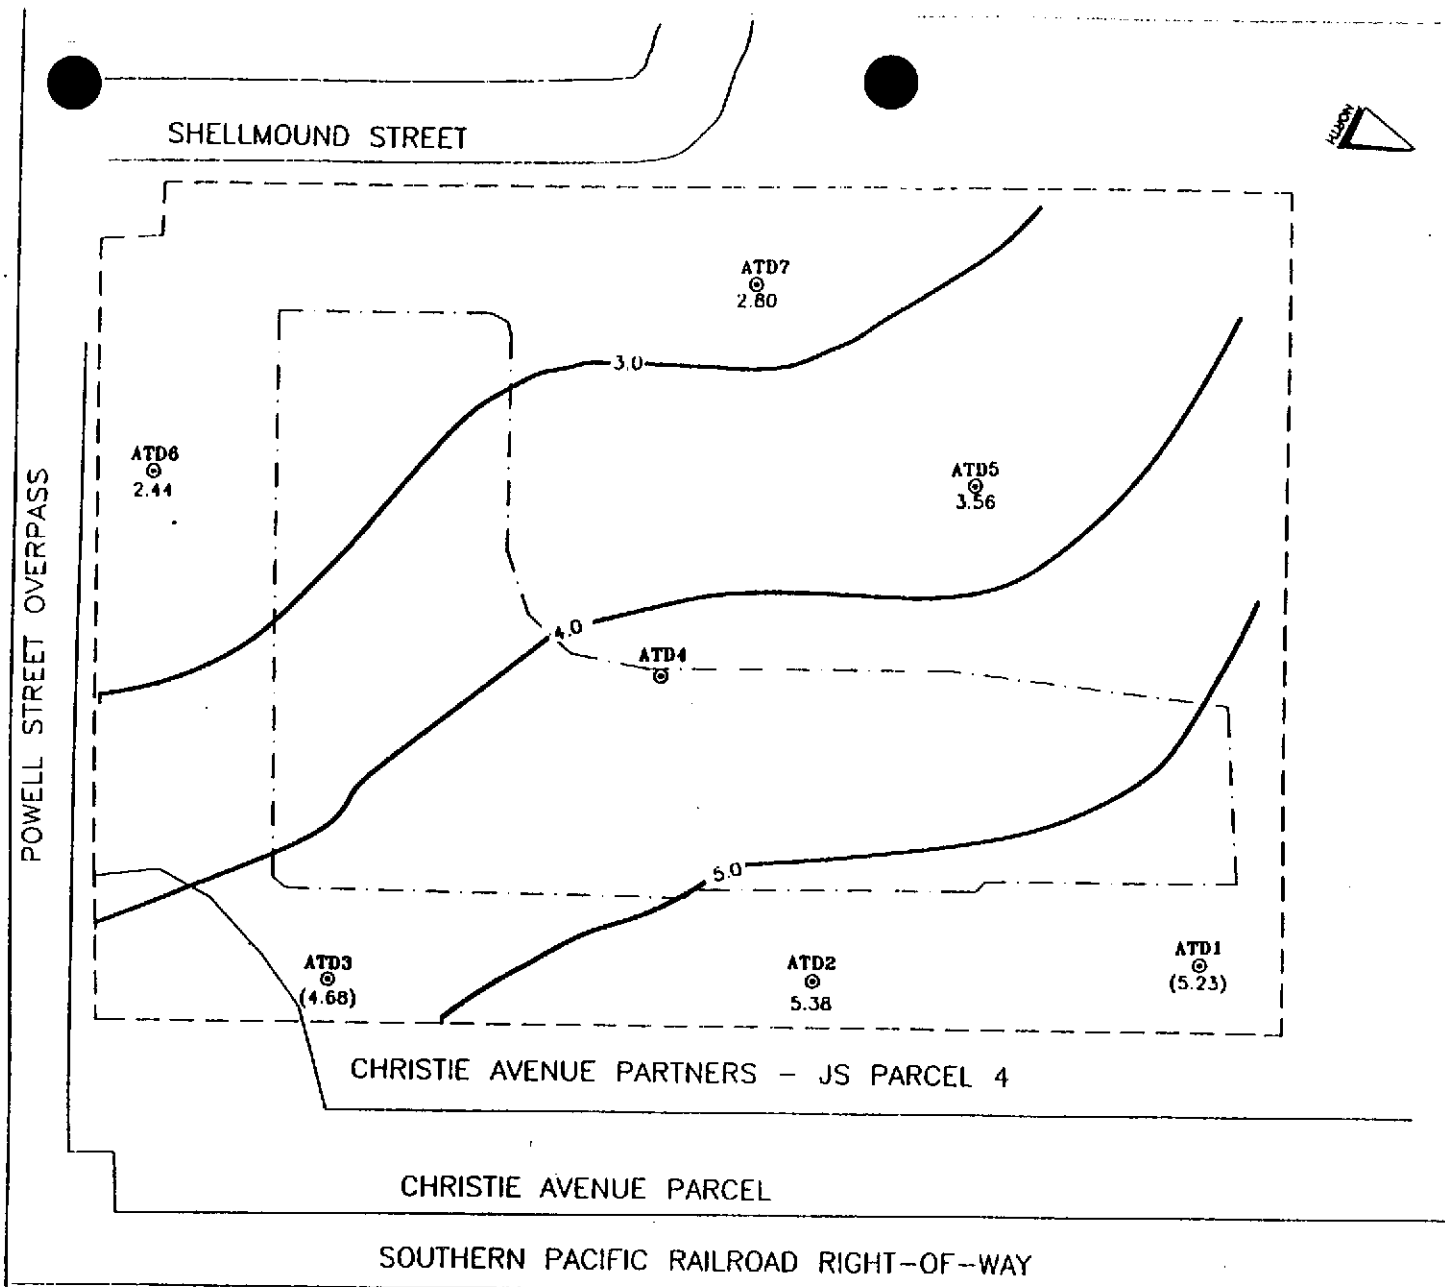 SHELLMOUND STREET
NORTH
ATD7
2.80
3.0
ATD6
2.44
ATD5
3.56
POWELL STREET OVERPASS
4.0
ATD4
5.0
ATD3
(4.68)
ATD2
5.38
ATD1
(5.23)
CHRISTIE AVENUE PARTNERS - JS PARCEL 4
CHRISTIE AVENUE PARCEL
SOUTHERN PACIFIC RAILROAD RIGHT-OF-WAY